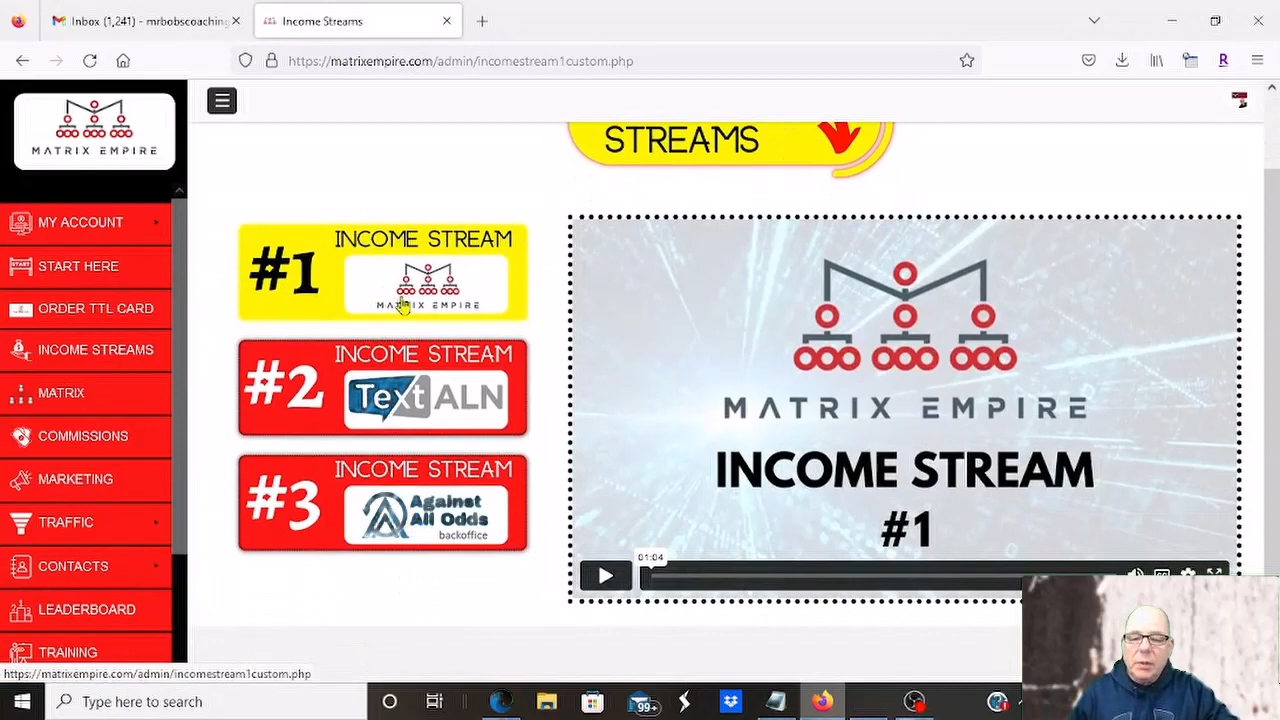 Inbox (1,241) - mrbobscoaching
Income Streams
https://matrixempire.com/admin/incomestream1custom.php
MATRIX EMPIRE
MY ACCOUNT
START HERE
ORDER TTL CARD
INCOME STREAMS
MATRIX
COMMISSIONS
MARKETING
TRAFFIC
CONTACTS
LEADERBOARD
TRAINING
STREAMS
#1
INCOME STREAM
MATRIX EMPIRE
#2
INCOME STREAM
Text ALN
#3
INCOME STREAM
Against
All Odds
backoffice
MATRIX EMPIRE
INCOME STREAM
#1
01:04
https://matrixempire.com/admin/incomestream1custom.php
Type here to search
99+